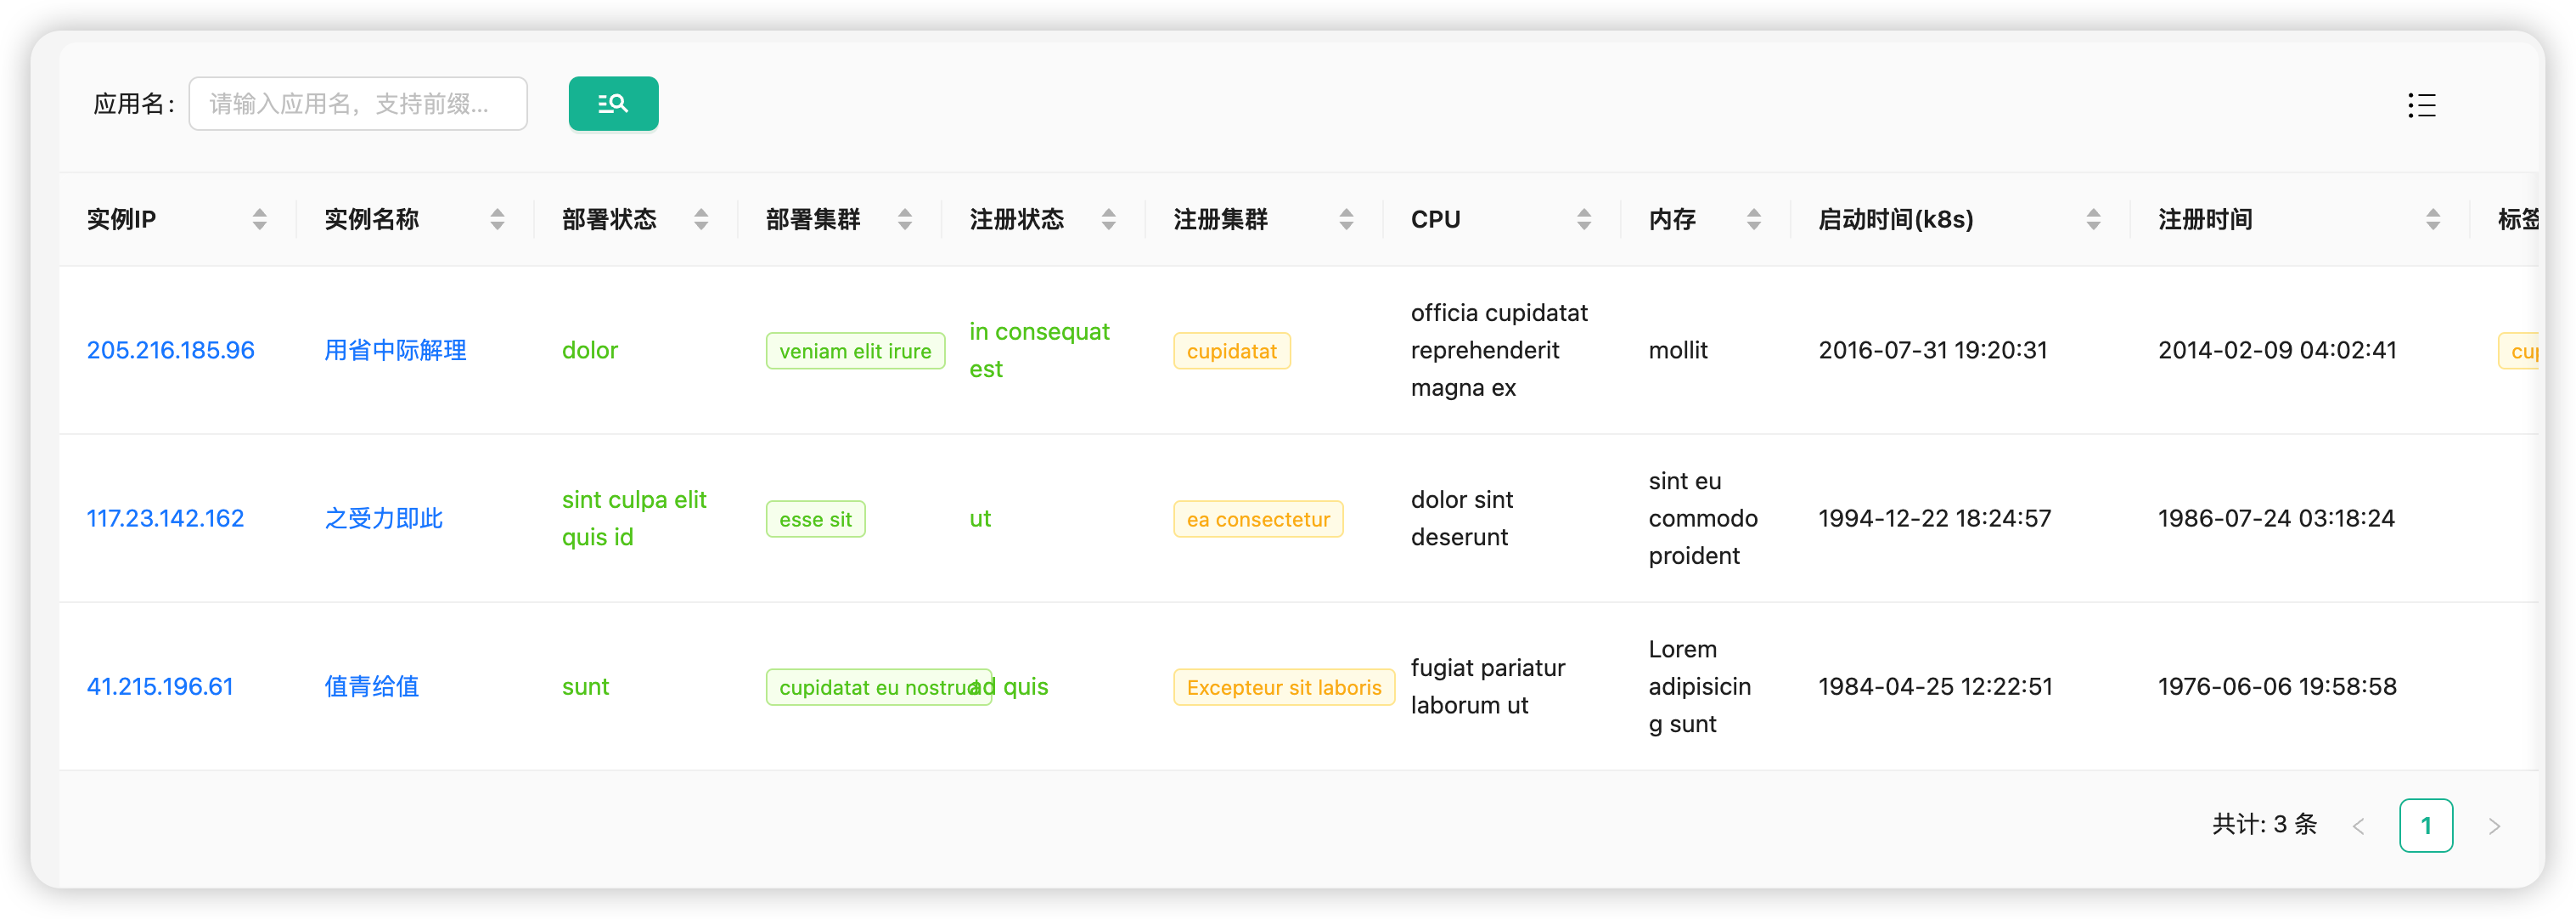 应用名: 请输入应用名，支持前缀...
实例IP 实例名称 部署状态 部署集群 注册状态 注册集群 CPU 内存 启动时间(k8s) 注册时间 标签
205.216.185.96 用省中际解理 dolor veniam elit irure in consequat est cupidatat officia cupidatat reprehenderit magna ex mollit 2016-07-31 19:20:31 2014-02-09 04:02:41 cup
117.23.142.162 之受力即此 sint culpa elit quis id esse sit ut ea consectetur dolor sint deserunt sint eu commodo proident 1994-12-22 18:24:57 1986-07-24 03:18:24
41.215.196.61 值青给值 sunt cupidatat eu nostrud ad quis Excepteur sit laboris fugiat pariatur laborum ut Lorem adipisicing sunt 1984-04-25 12:22:51 1976-06-06 19:58:58
共计: 3 条 < 1 >